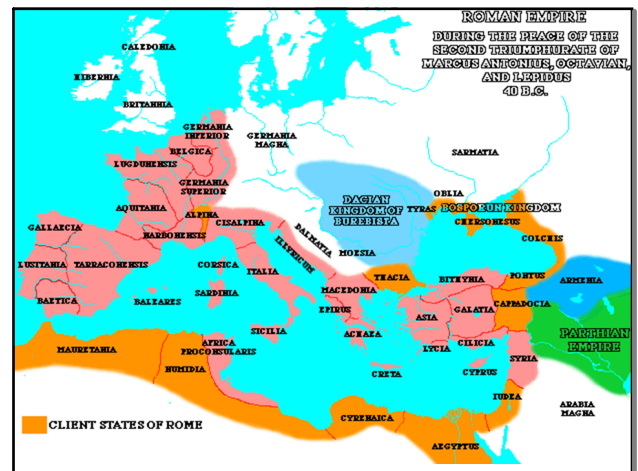 ROMAN EMPIRE
DURING THE PEACE OF THE
SECOND TRIUMPHURATE OF
MARCUS ANTONIUS, OCTAVIAN,
AND LEPIDUS
40 B.C.
CALEDONIA
HIBERNIA
BRITANNIA
GERMANIA
INFERIOR
GERMANIA
MAGNA
BELGICA
SARMATIA
LUGDUNENSIS
GERMANIA
SUPERIOR
OBLIA
DACIAN
KINGDOM OF
BUREBISTA
TYRAS
BOSFORUN KINGDOM
CHERSONESUS
AQUITANIA
ALPINA
CISALPINA
GALLAECIA
NARBONENSIS
DALMATIA
ILLYRICUM
MOESIA
COLCHIS
LUSITANIA
TARRACONENSIS
CORSICA
ITALIA
THACIA
BITHYNIA
PONTUS
ARMENIA
BAETICA
BALEARES
SARDINIA
MACEDONIA
EPIRUS
ASIA
GALATIA
CAPPADOCIA
SICILIA
ACHAEA
LYCIA
CILICIA
PARTHIAN
EMPIRE
MAURETANIA
AFRICA
PROCONSULARIS
NUMIDIA
CRETA
CYPRUS
SYRIA
IUDEA
ARABIA
MAGNA
CYRENAICA
AEGYPTUS
CLIENT STATES OF ROME